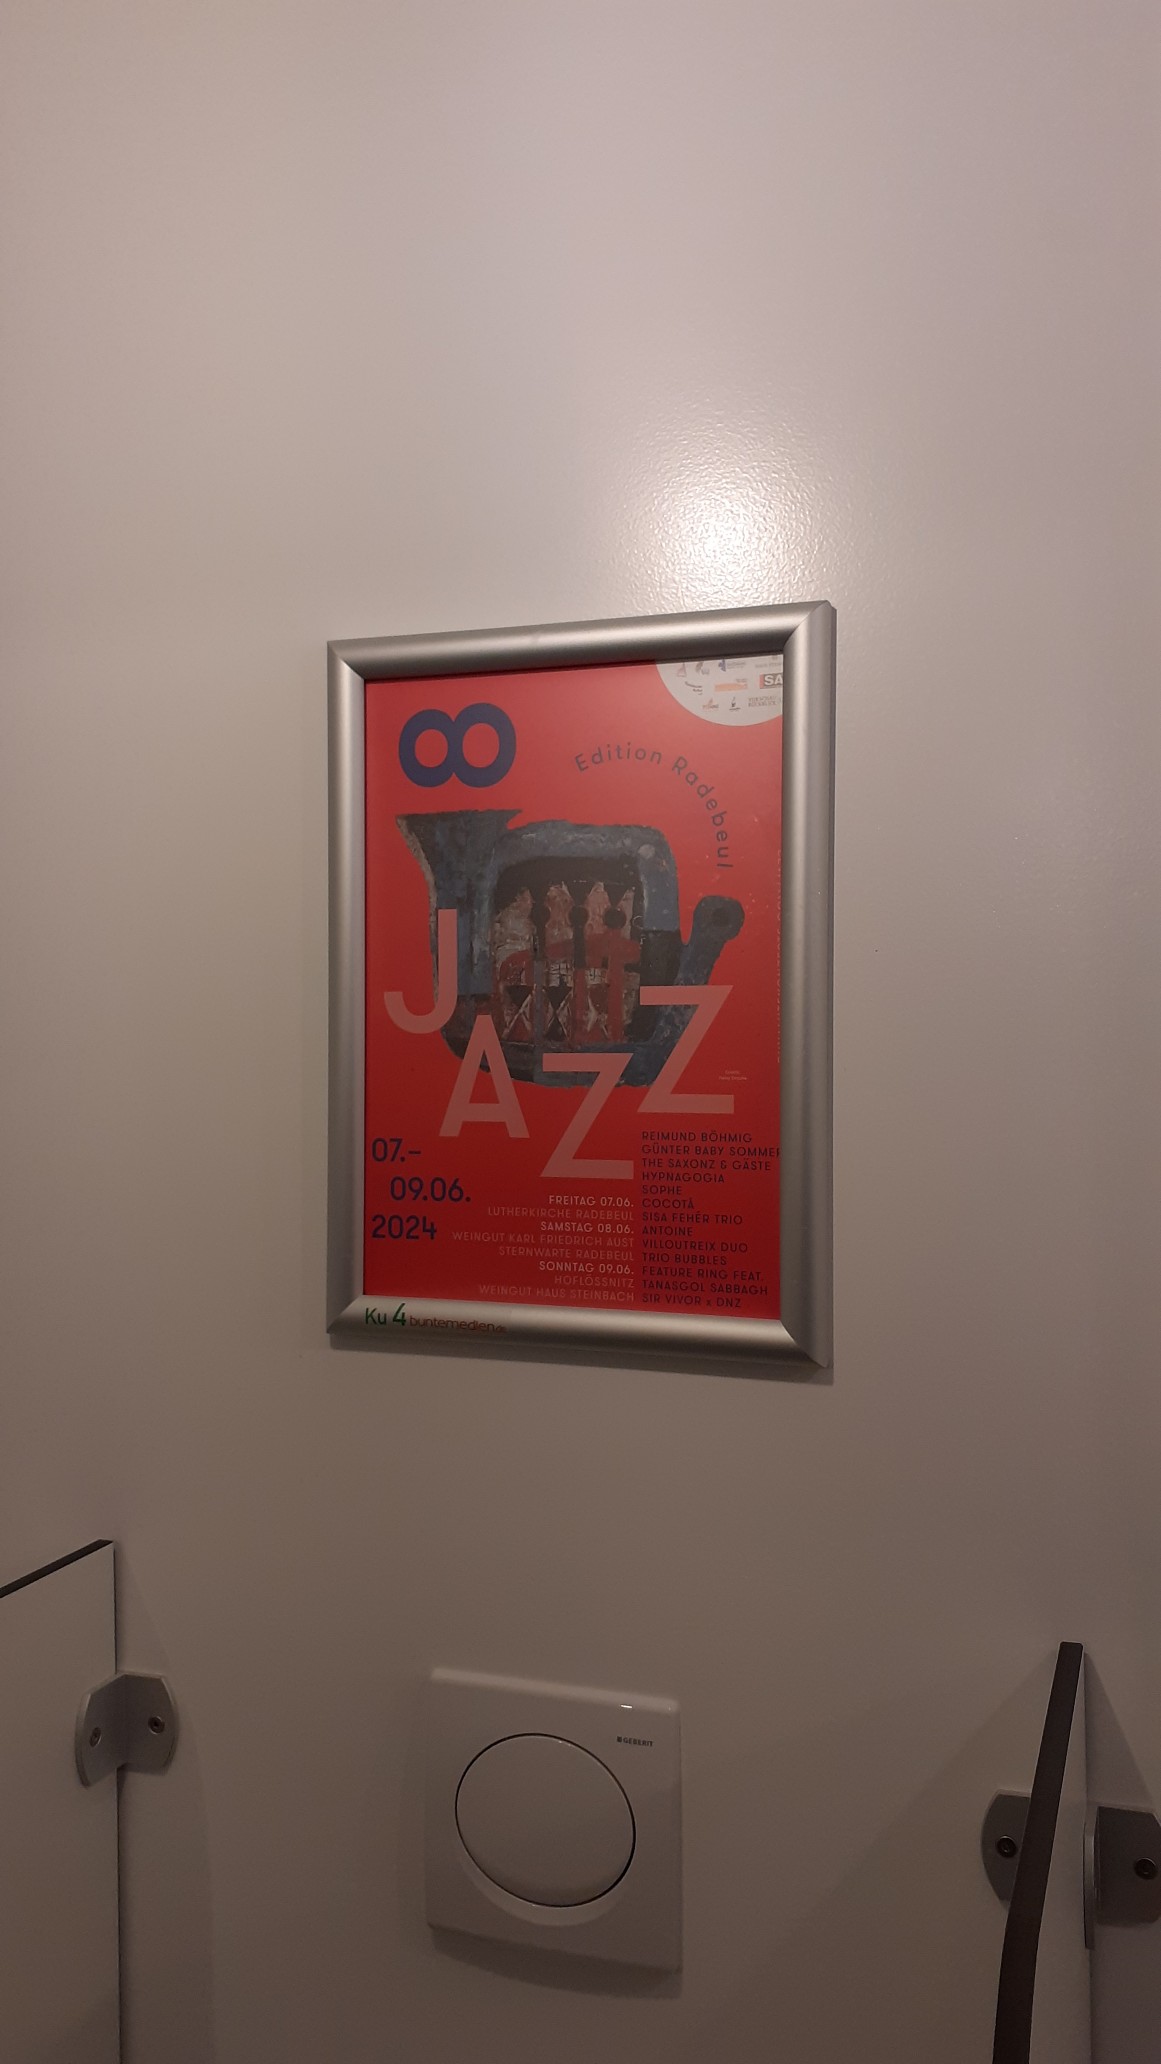 8
Edition Radebeul
JAZZ
07.–
09.06.
2024
FREITAG 07.06.
LUTHERKIRCHE RADEBEUL
SAMSTAG 08.06.
WEINGUT KARL FRIEDRICH AUST
STERNWARTE RADEBEUL
SONNTAG 09.06.
HOFLÖSSNITZ
WEINGUT HAUS STEINBACH
REIMUND BÖHMIG
GÜNTER BABY SOMMER
THE SAXONZ & GÄSTE
HYPNAGOGIA
SOPHE
COCOTÁ
SISA FEHÉR TRIO
ANTOINE
VILLOUTREIX DUO
TRIO BUBBLES
FEATURE RING FEAT.
TANASGOL SABBAGH
SIR VIVOR x DNZ
Ku 4 buntemedien.de
GEBERIT